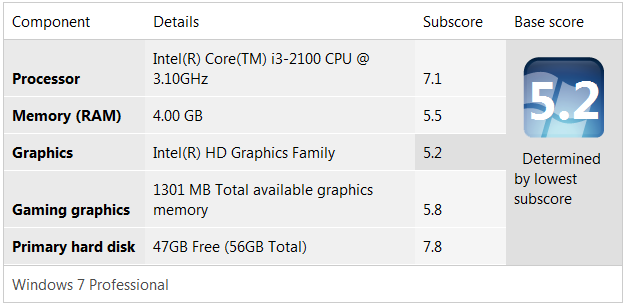 Component Details Subscore Base score
Intel(R) Core(TM) i3-2100 CPU @
Processor 3.10GHz 7.1
5.2
Memory (RAM) 4.00 GB 5.5
Graphics Intel(R) HD Graphics Family 5.2
Determined
by lowest
subscore
1301 MB Total available graphics
Gaming graphics memory 5.8
Primary hard disk 47GB Free (56GB Total) 7.8
Windows 7 Professional